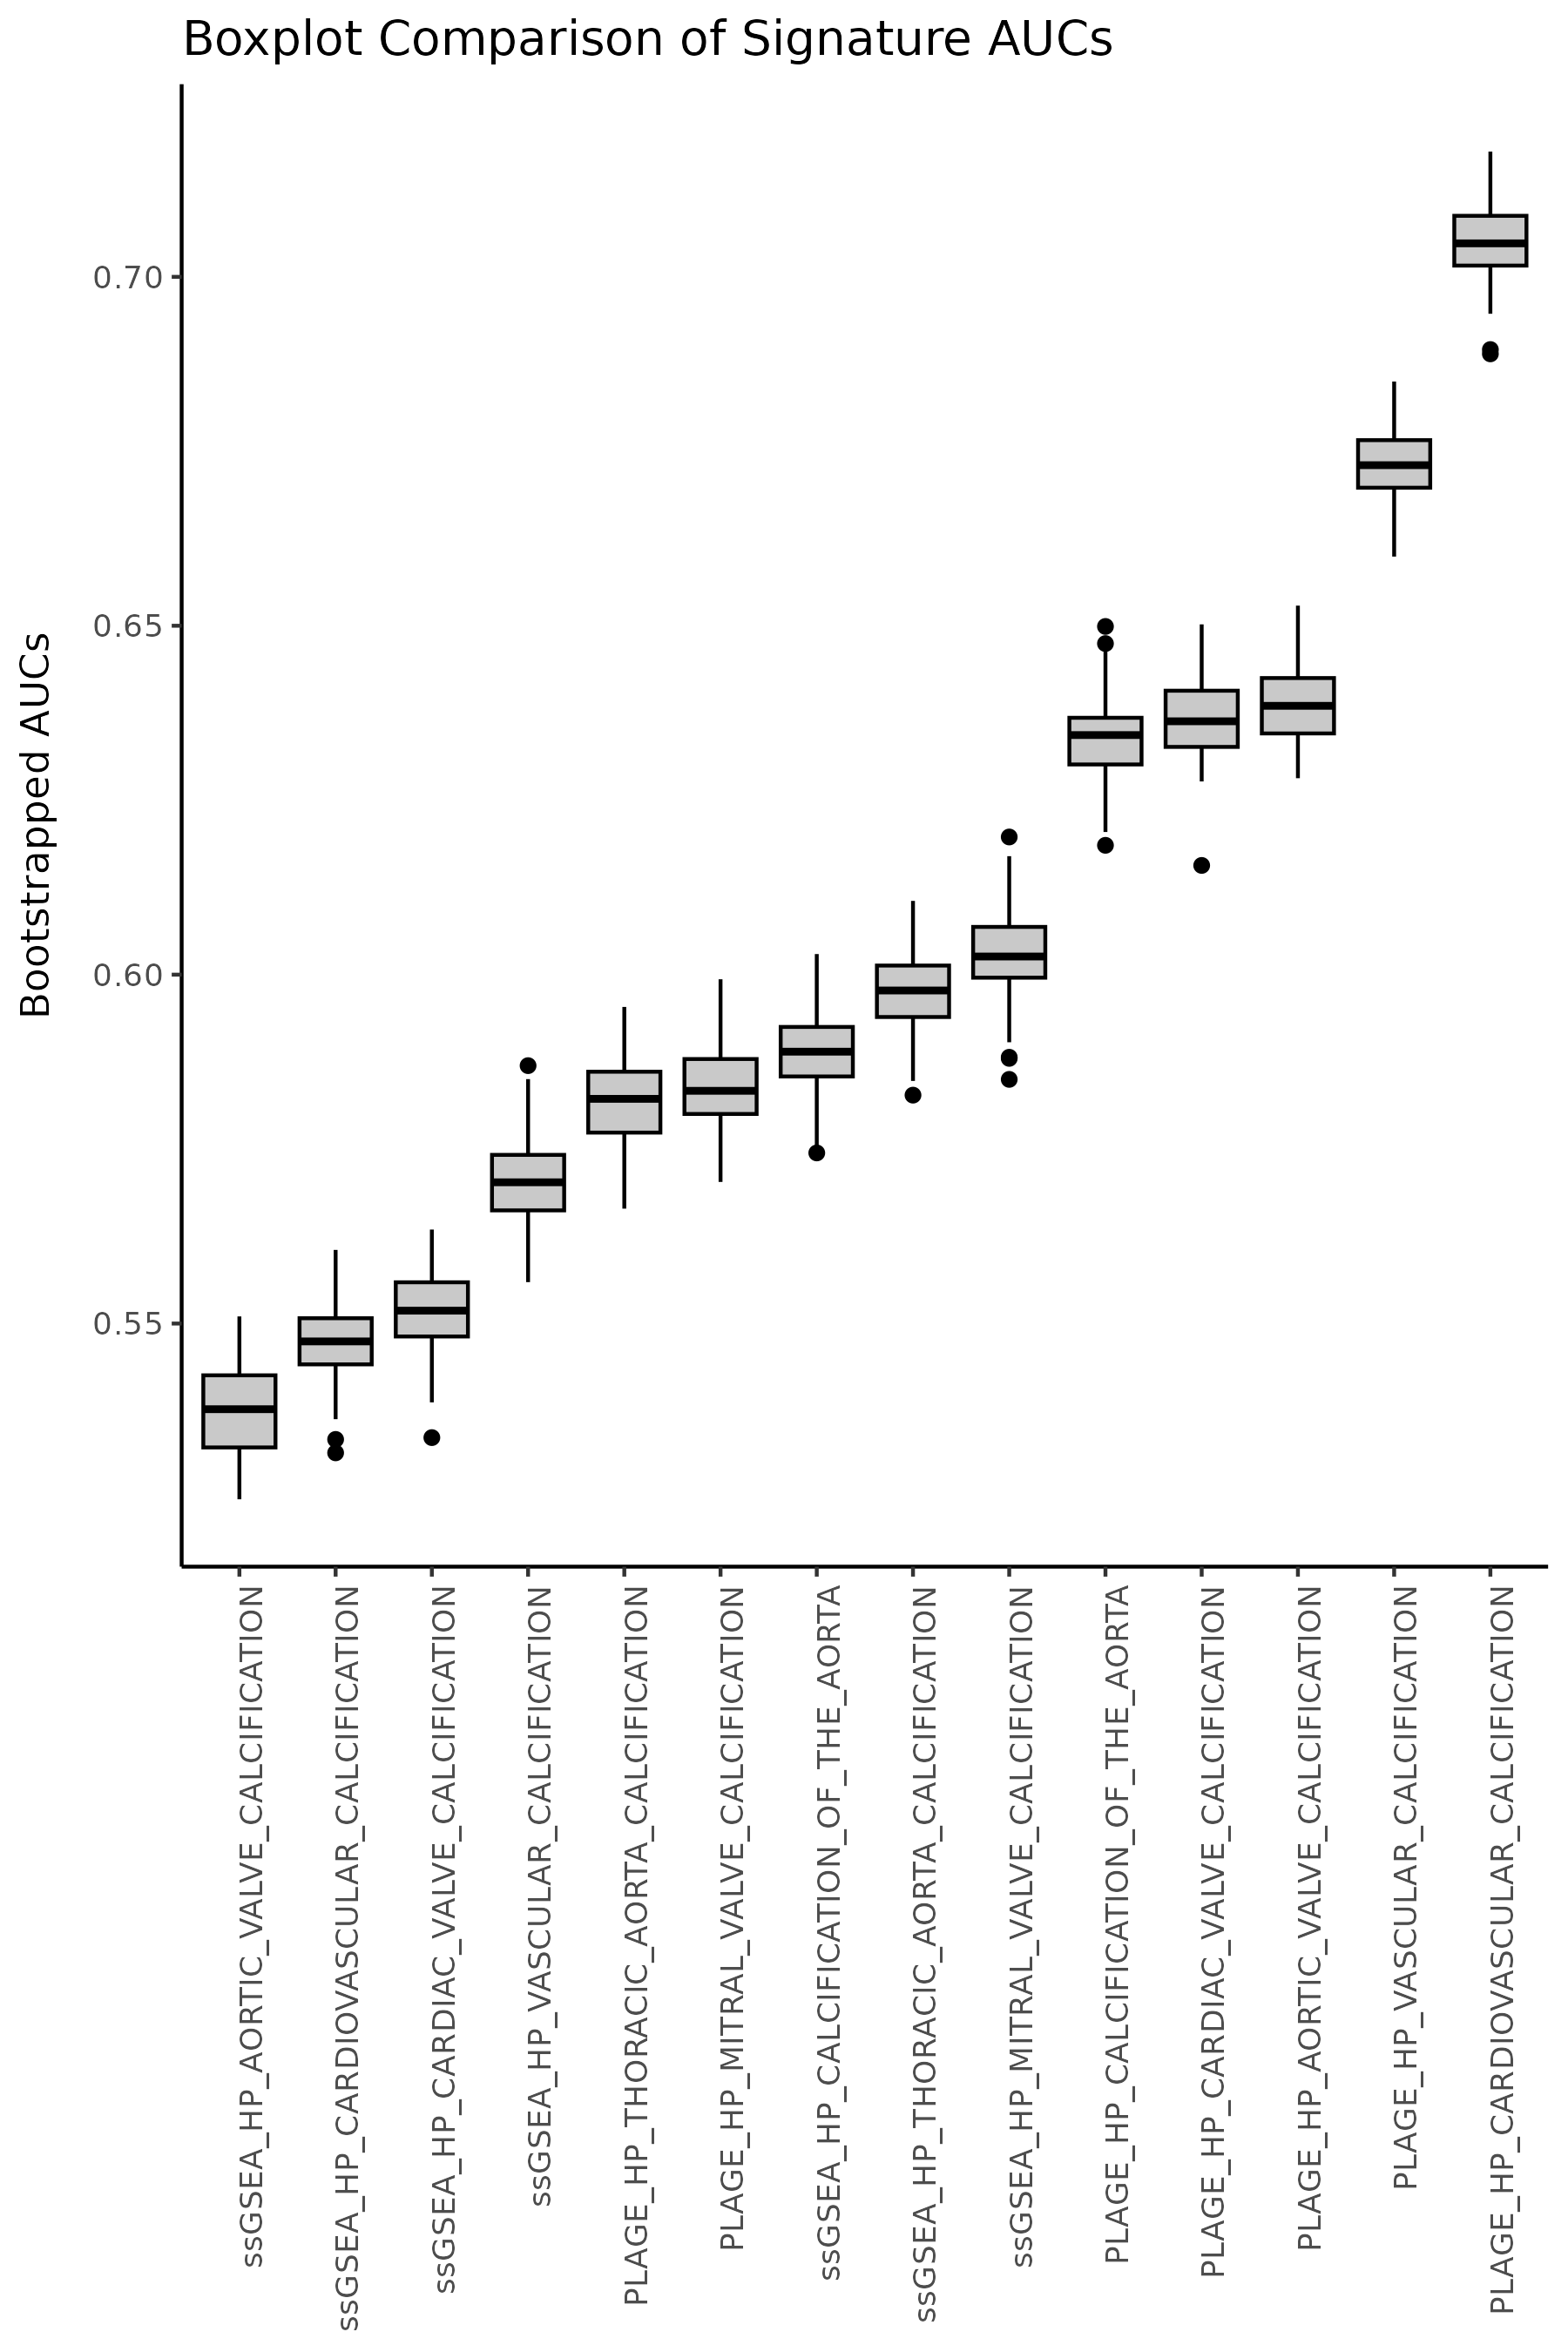 Boxplot Comparison of Signature AUCs
Bootstrapped AUCs
0.70
0.65
0.60
0.55
ssGSEA_HP_AORTIC_VALVE_CALCIFICATION
ssGSEA_HP_CARDIOVASCULAR_CALCIFICATION
ssGSEA_HP_CARDIAC_VALVE_CALCIFICATION
ssGSEA_HP_VASCULAR_CALCIFICATION
PLAGE_HP_THORACIC_AORTA_CALCIFICATION
PLAGE_HP_MITRAL_VALVE_CALCIFICATION
ssGSEA_HP_CALCIFICATION_OF_THE_AORTA
ssGSEA_HP_THORACIC_AORTA_CALCIFICATION
ssGSEA_HP_MITRAL_VALVE_CALCIFICATION
PLAGE_HP_CALCIFICATION_OF_THE_AORTA
PLAGE_HP_CARDIAC_VALVE_CALCIFICATION
PLAGE_HP_AORTIC_VALVE_CALCIFICATION
PLAGE_HP_VASCULAR_CALCIFICATION
PLAGE_HP_CARDIOVASCULAR_CALCIFICATION